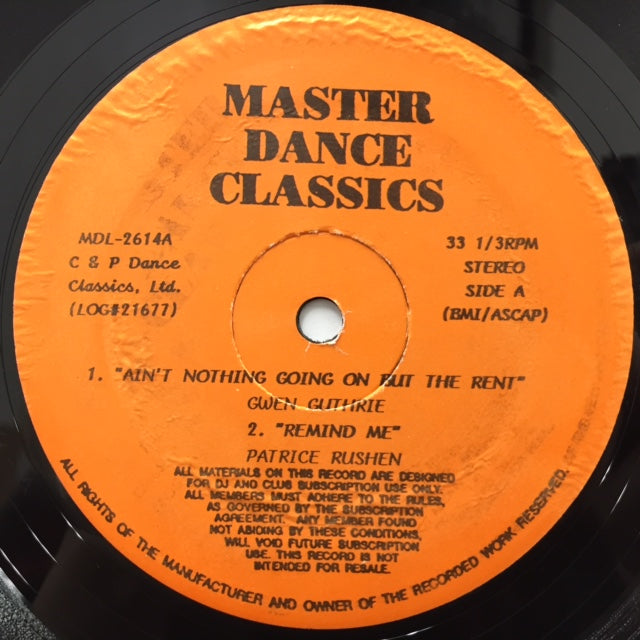 MASTER
DANCE
CLASSICS
MDL-2614A
C & P Dance
Classics, Ltd.
(LOG#21677)
33 1/3RPM
STEREO
SIDE A
(BMI/ASCAP)
1. "AIN'T NOTHING GOING ON BUT THE RENT"
GWEN GUTHRIE
2. "REMIND ME"
PATRICE RUSHEN
ALL MATERIALS ON THIS RECORD ARE DESIGNED
FOR DJ AND CLUB SUBSCRIPTION USE ONLY.
ALL MEMBERS MUST ADHERE TO THE RULES,
AS GOVERNED BY THE SUBSCRIPTION
AGREEMENT. ANY MEMBER FOUND
NOT ABIDING BY THESE CONDITIONS,
WILL VOID FUTURE SUBSCRIPTION
USE. THIS RECORD IS NOT
INTENDED FOR RESALE.
ALL RIGHTS OF THE MANUFACTURER AND OWNER OF THE RECORDED WORK RESERVED.